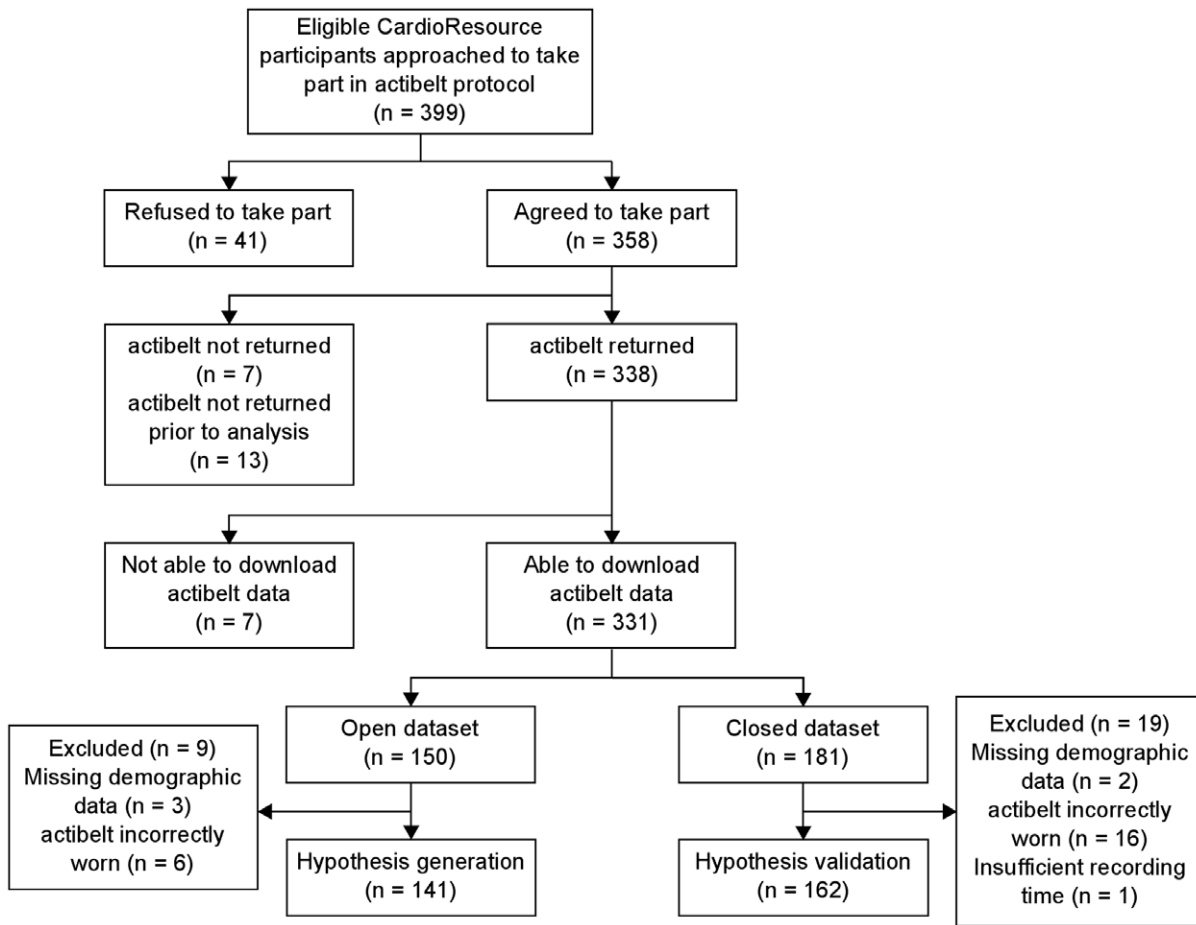 Eligible CardioResource
participants approached to take
part in actibelt protocol
(n = 399)
Refused to take part
(n = 41)
Agreed to take part
(n = 358)
actibelt not returned
(n = 7)
actibelt not returned
prior to analysis
(n = 13)
actibelt returned
(n = 338)
Not able to download
actibelt data
(n = 7)
Able to download
actibelt data
(n = 331)
Open dataset
(n = 150)
Closed dataset
(n = 181)
Excluded (n = 9)
Missing demographic
data (n = 3)
actibelt incorrectly
worn (n = 6)
Excluded (n = 19)
Missing demographic
data (n = 2)
actibelt incorrectly
worn (n = 16)
Insufficient recording
time (n = 1)
Hypothesis generation
(n = 141)
Hypothesis validation
(n = 162)